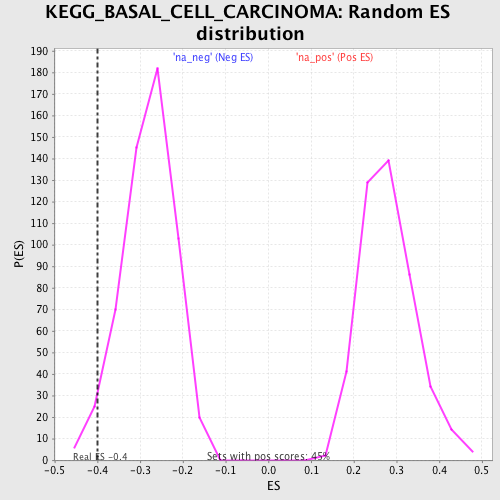 KEGG_BASAL_CELL_CARCINOMA: Random ES
distribution
'na_neg' (Neg ES)
'na_pos' (Pos ES)
P(ES)
190
180
170
160
150
140
130
120
110
100
90
80
70
60
50
40
30
20
10
0
Real ES -0.4
Sets with pos scores: 45%
-0.5 -0.4 -0.3 -0.2 -0.1 0.0 0.1 0.2 0.3 0.4 0.5
ES